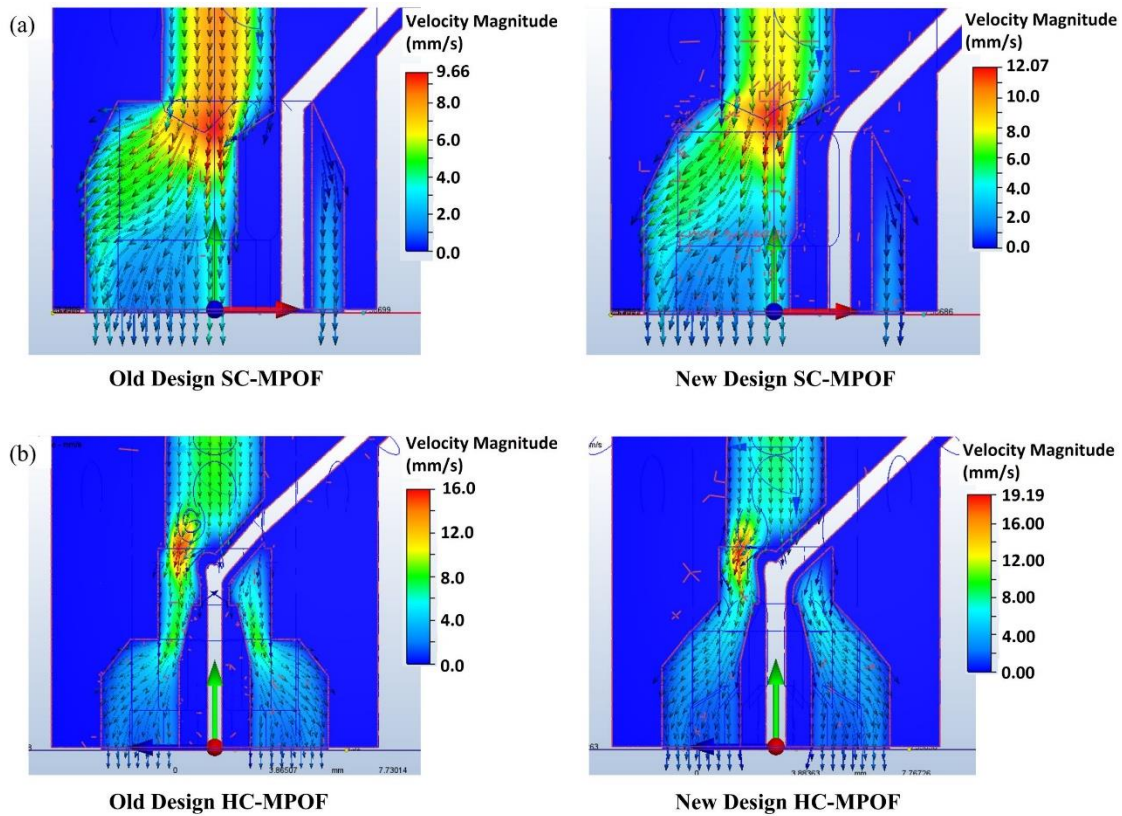 (a)
Velocity Magnitude
(mm/s)
9.66
8.0
6.0
4.0
2.0
0.0
699
Old Design SC-MPOF
Velocity Magnitude
(mm/s)
12.07
10.0
8.0
6.0
4.0
2.0
0.0
686
New Design SC-MPOF
(b)
Velocity Magnitude
(mm/s)
16.0
12.0
8.0
4.0
0.0
0 3.86507 mm 7.73014
Old Design HC-MPOF
Velocity Magnitude
(mm/s)
19.19
16.00
12.00
8.00
4.00
0.00
63
0 3.88363 mm 7.76726
New Design HC-MPOF